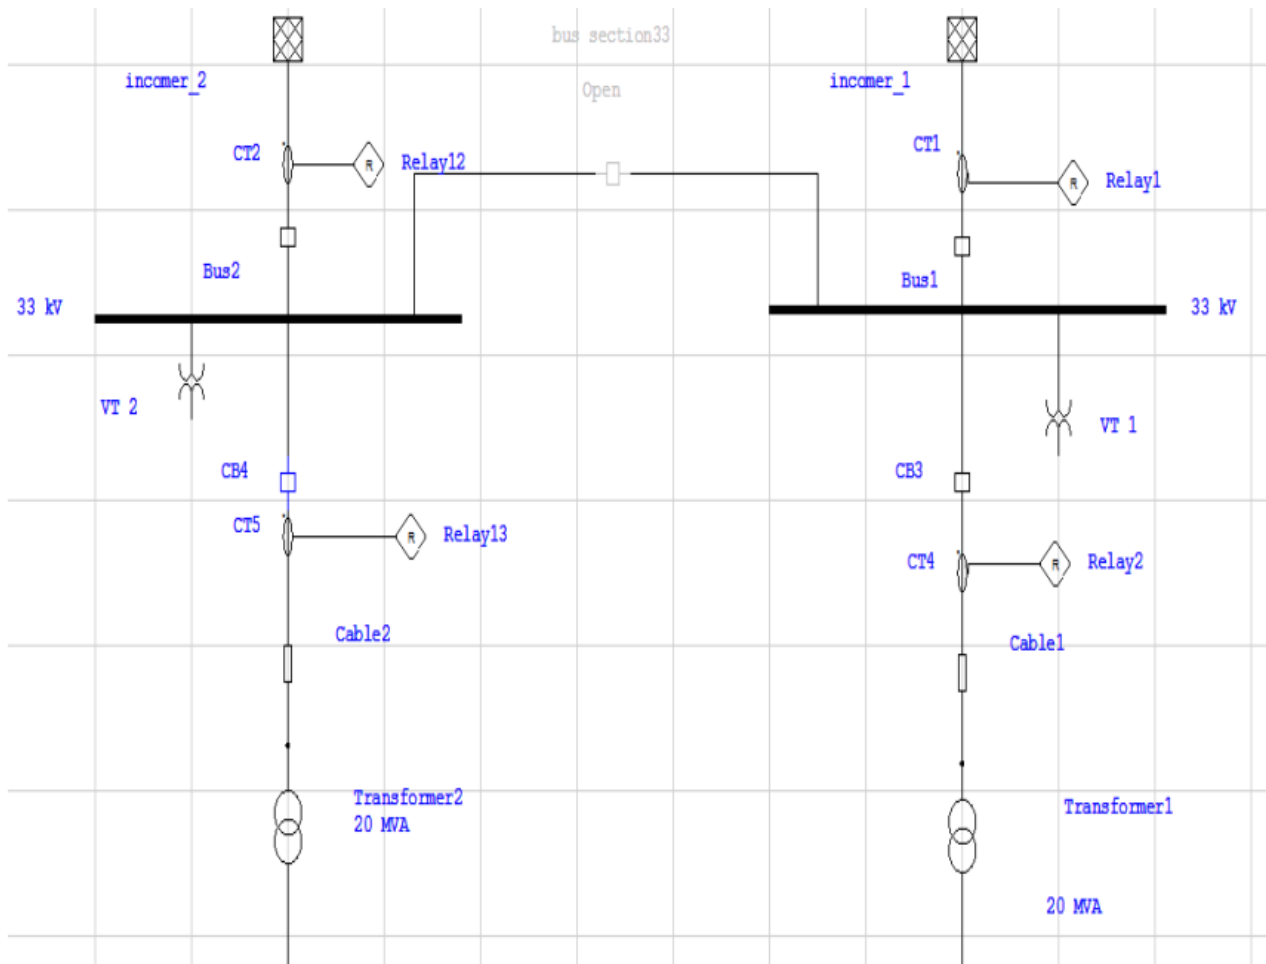 bus section33
incomer_2
incomer_1
Open
CT2
R
Relay12
CT1
R
Relay1
Bus2
Bus1
33 kV
33 kV
VT 2
VT 1
CB4
CB3
CT5
R
Relay13
CT4
R
Relay2
Cable2
Cable1
Transformer2
20 MVA
Transformer1
20 MVA